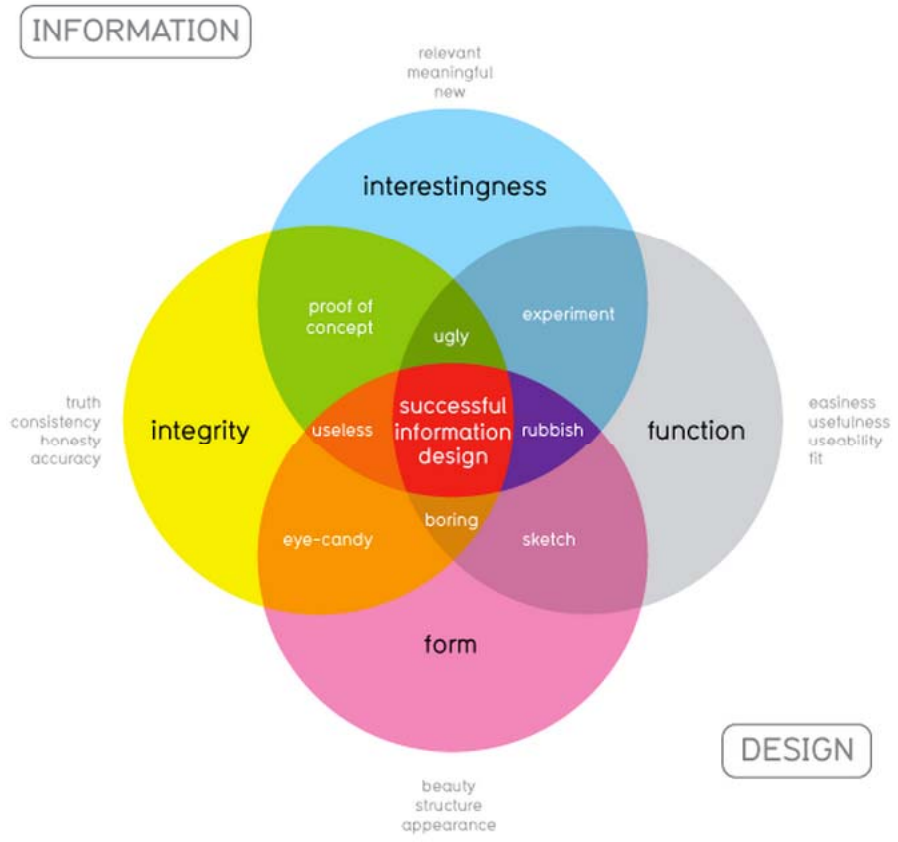 INFORMATION
relevant
meaningful
new
interestingness
proof of
concept
experiment
ugly
truth
consistency
honesty
accuracy
integrity
useless
successful
information
design
rubbish
function
easiness
usefulness
useability
fit
boring
eye-candy
sketch
form
DESIGN
beauty
structure
appearance